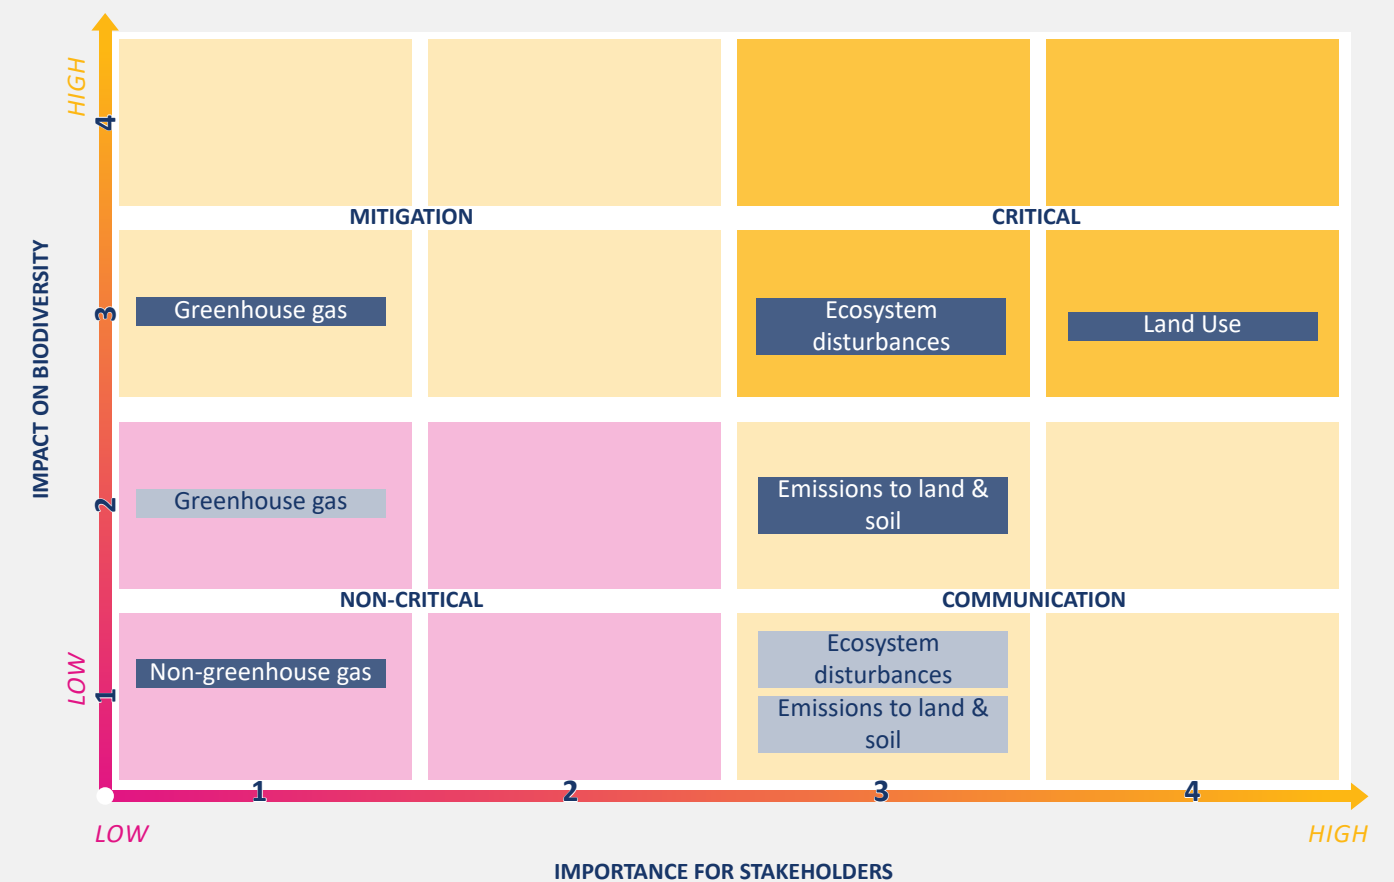 HIGH
4
MITIGATION
CRITICAL
IMPACT ON BIODIVERSITY
3
Greenhouse gas
Ecosystem
disturbances
Land Use
2
Greenhouse gas
Emissions to land &
soil
NON-CRITICAL
COMMUNICATION
LOW
1
Non-greenhouse gas
Ecosystem
disturbances
Emissions to land &
soil
1
2
3
4
LOW
HIGH
IMPORTANCE FOR STAKEHOLDERS